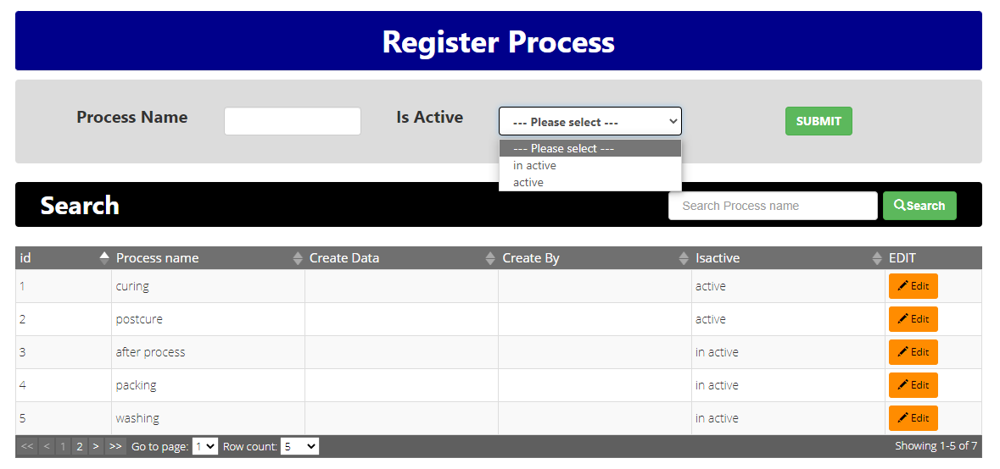 Register Process
Process Name Is Active --- Please select --- SUBMIT
--- Please select ---
in active
active
Search Search Process name Search
id Process name Create Data Create By Isactive EDIT
1 curing active Edit
2 postcure active Edit
3 after process in active Edit
4 packing in active Edit
5 washing in active Edit
<< < 1 2 > >> Go to page: 1 Row count: 5 Showing 1-5 of 7